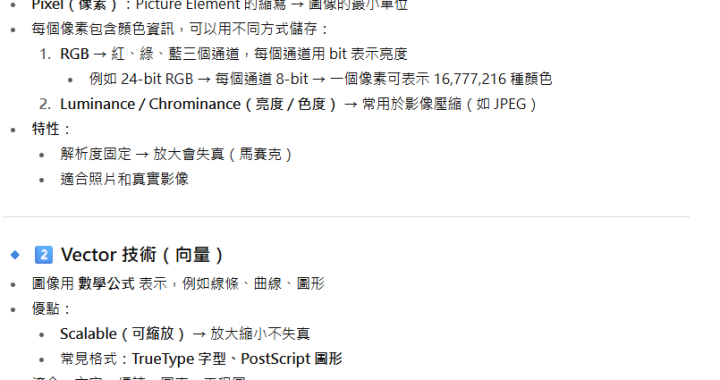 Pixel（像素）：Picture Element 的縮寫 → 圖像的最小單位
每個像素包含顏色資訊，可以用不同方式儲存：
1. RGB → 紅、綠、藍三個通道，每個通道用 bit 表示亮度
例如 24-bit RGB → 每個通道 8-bit → 一個像素可表示 16,777,216 種顏色
2. Luminance / Chrominance（亮度 / 色度） → 常用於影像壓縮（如 JPEG）
特性：
解析度固定 → 放大會失真（馬賽克）
適合照片和真實影像
2 Vector 技術（向量）
圖像用 數學公式 表示，例如線條、曲線、圖形
優點：
Scalable（可縮放） → 放大縮小不失真
常見格式：TrueType 字型、PostScript 圖形